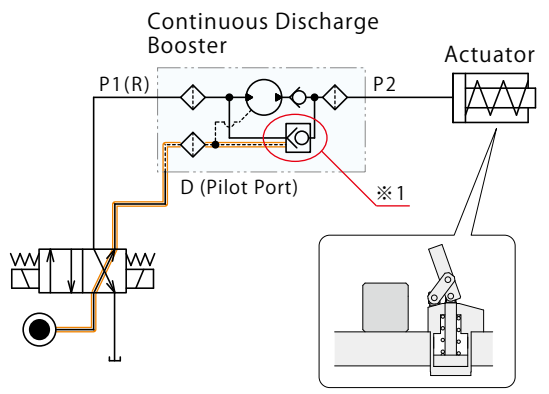 Continuous Discharge
Booster
Actuator
P1(R)
P2
D (Pilot Port)
※1